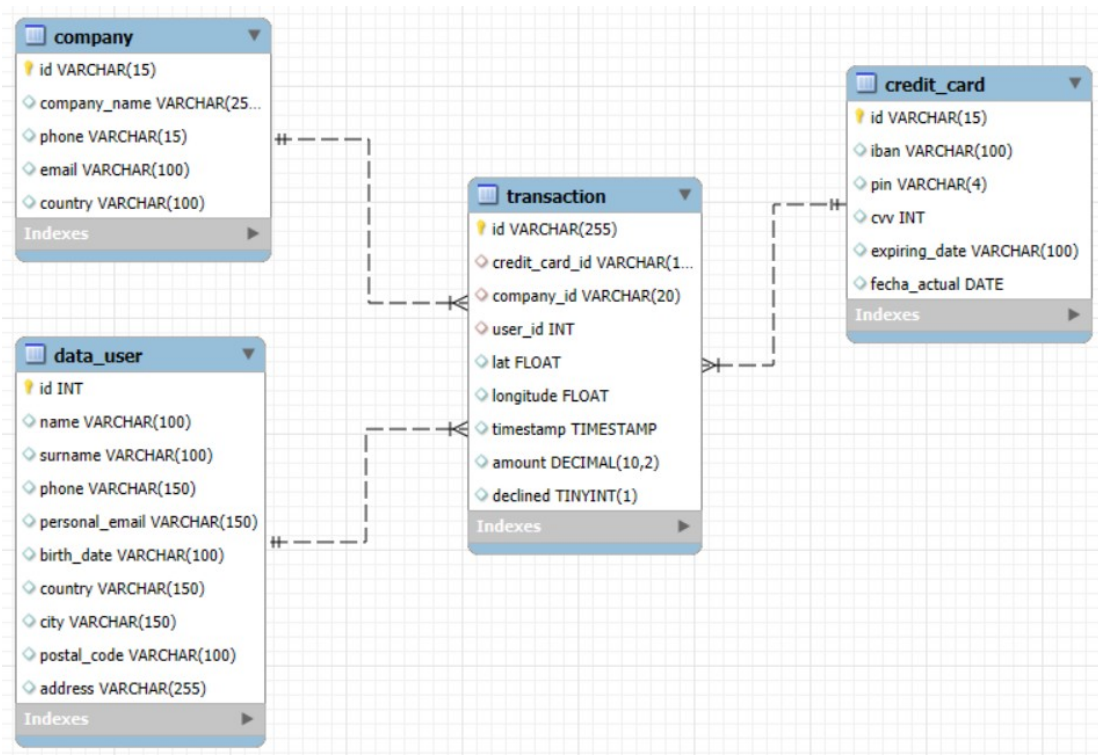 company
id VARCHAR(15)
company_name VARCHAR(25...
phone VARCHAR(15)
email VARCHAR(100)
country VARCHAR(100)
Indexes
data_user
id INT
name VARCHAR(100)
surname VARCHAR(100)
phone VARCHAR(150)
personal_email VARCHAR(150)
birth_date VARCHAR(100)
country VARCHAR(150)
city VARCHAR(150)
postal_code VARCHAR(100)
address VARCHAR(255)
Indexes
transaction
id VARCHAR(255)
credit_card_id VARCHAR(1...
company_id VARCHAR(20)
user_id INT
lat FLOAT
longitude FLOAT
timestamp TIMESTAMP
amount DECIMAL(10,2)
declined TINYINT(1)
Indexes
credit_card
id VARCHAR(15)
iban VARCHAR(100)
pin VARCHAR(4)
cvv INT
expiring_date VARCHAR(100)
fecha_actual DATE
Indexes